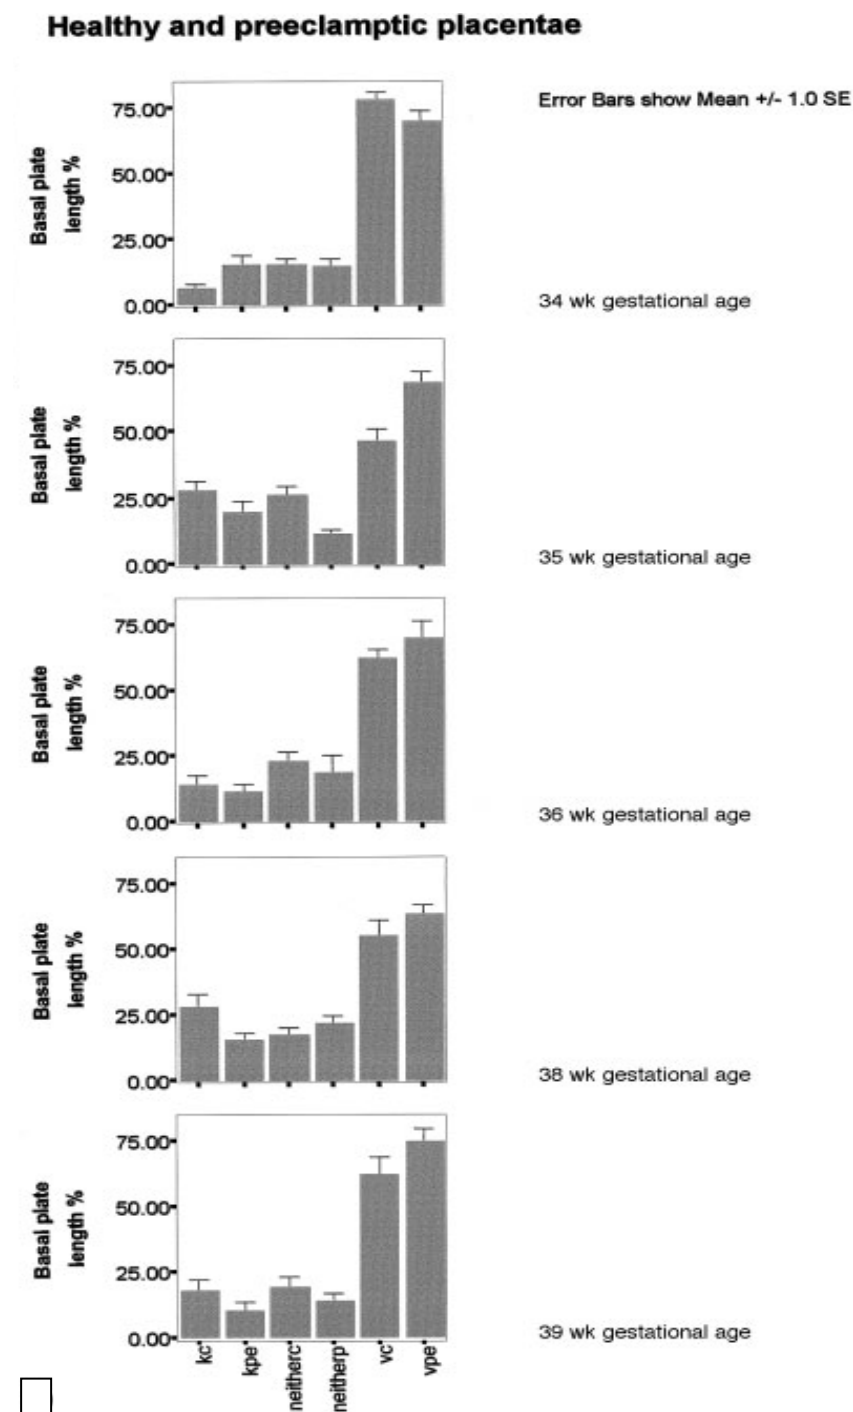 Healthy and preeclamptic placentae
Error Bars show Mean +/- 1.0 SE
Basal plate
length %
75.00
50.00
25.00
0.00
34 wk gestational age
Basal plate
length %
75.00
50.00
25.00
0.00
35 wk gestational age
Basal plate
length %
75.00
50.00
25.00
0.00
36 wk gestational age
Basal plate
length %
75.00
50.00
25.00
0.00
38 wk gestational age
Basal plate
length %
75.00
50.00
25.00
0.00
39 wk gestational age
kc
kpe
neitherc
neitherp
vc
vpe